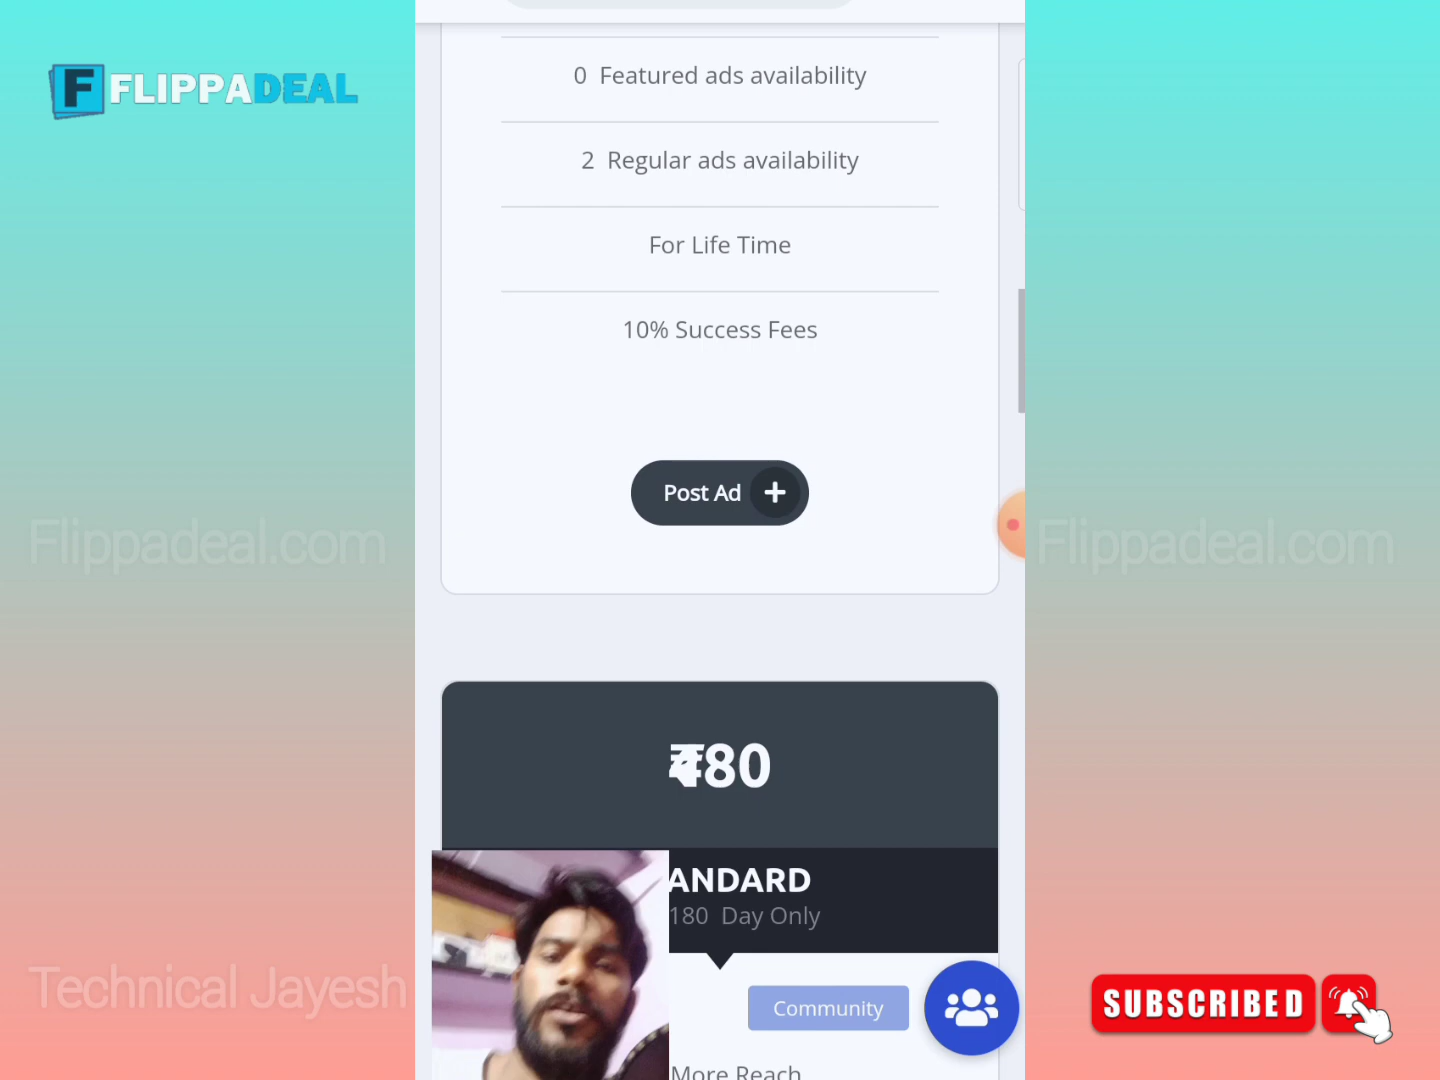 FLIPPADEAL
0 Featured ads availability
2 Regular ads availability
For Life Time
10% Success Fees
Post Ad +
Flippadeal.com
Flippadeal.com
80
ANDARD
180 Day Only
Technical Jayesh
Community
SUBSCRIBED
More Reach